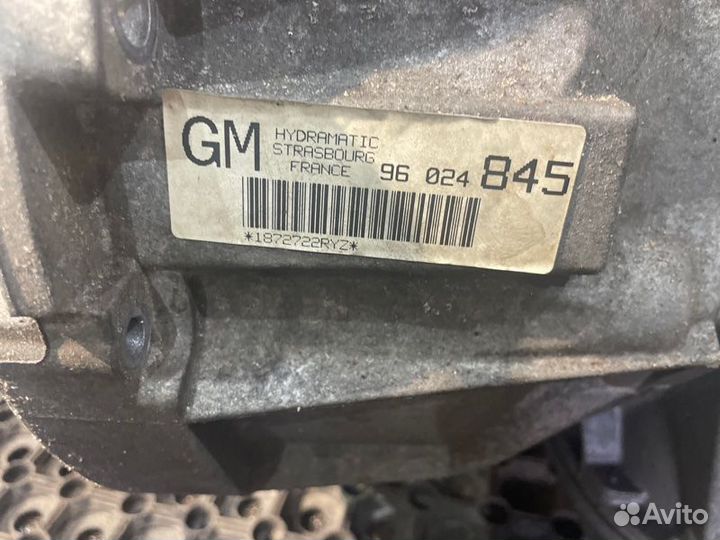 GM
HYDRAMATIC
STRASBOURG
FRANCE 96 024 845
*1872722RYZ*
Avito